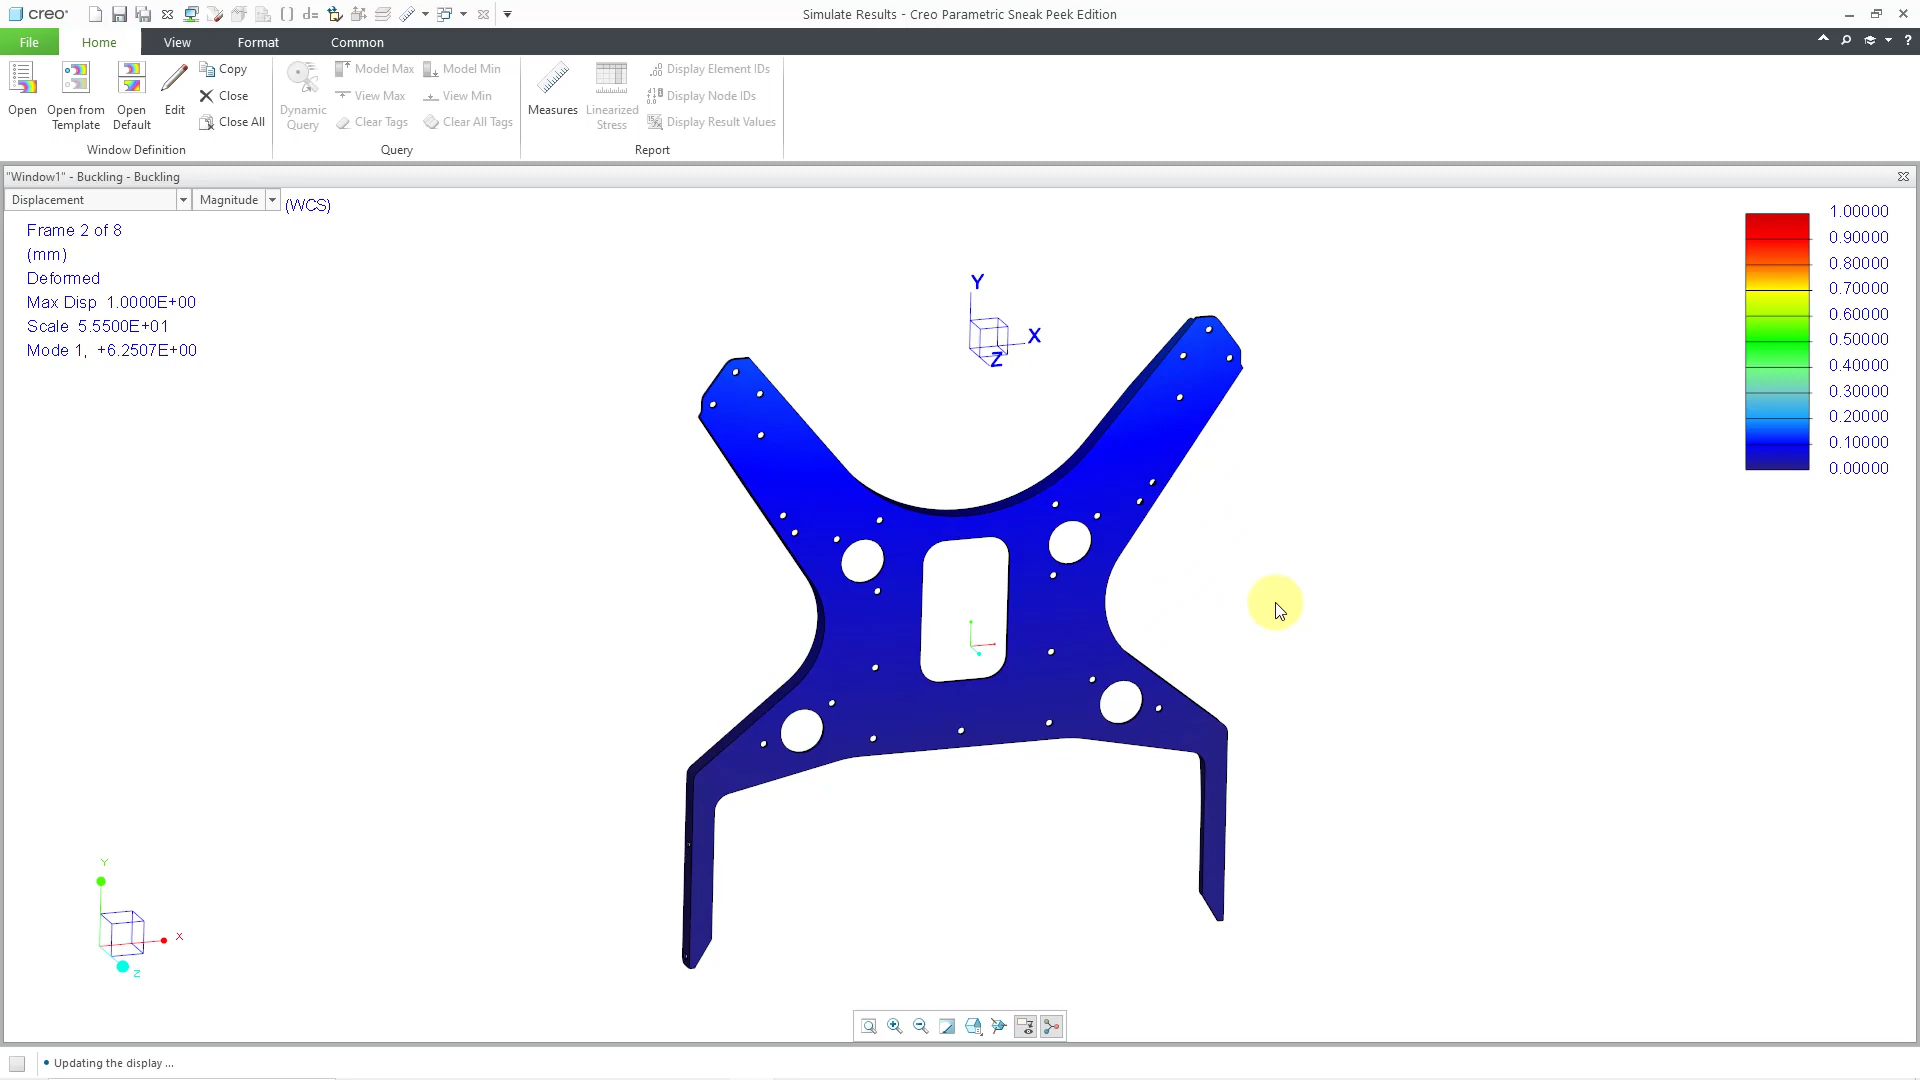 creo
Simulate Results - Creo Parametric Sneak Peek Edition
File
Home
View
Format
Common
Open
Open from
Template
Open
Default
Edit
Copy
Close
Close All
Window Definition
Dynamic
Query
Model Max
Model Min
View Max
View Min
Clear Tags
Clear All Tags
Query
Measures
Linearized
Stress
Display Element IDs
Display Node IDs
Display Result Values
Report
"Window1" - Buckling - Buckling
Displacement
Magnitude
(WCS)
Frame 2 of 8
(mm)
Deformed
Max Disp 1.0000E+00
Scale 5.5500E+01
Mode 1, +6.2507E+00
Y
X
Z
1.00000
0.90000
0.80000
0.70000
0.60000
0.50000
0.40000
0.30000
0.20000
0.10000
0.00000
Y
X
Z
Updating the display ...